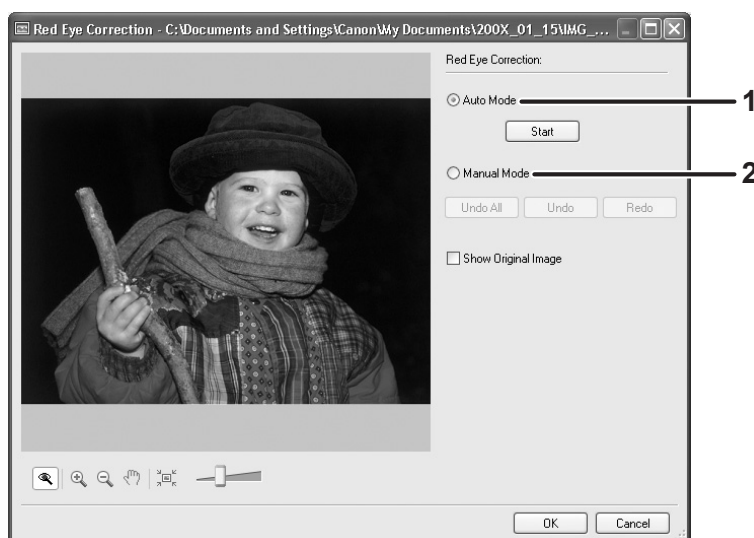 Red Eye Correction - C:\Documents and Settings\Canon\My Documents\200X_01_15\IMG_...
Red Eye Correction:
Auto Mode
1
Start
Manual Mode
2
Undo All
Undo
Redo
Show Original Image
OK
Cancel